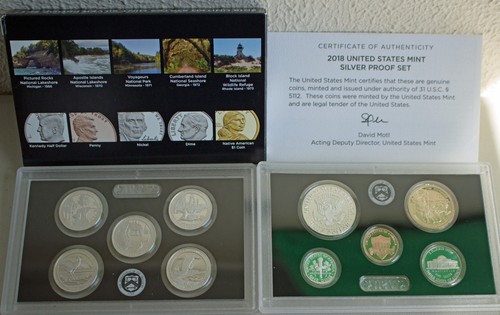 Pictured Rocks
National Lakeshore
Michigan - 1966
Apostle Islands
National Lakeshore
Wisconsin - 1970
Voyageurs
National Park
Minnesota - 1971
Cumberland Island
National Seashore
Georgia - 1972
Block Island
National
Wildlife Refuge
Rhode Island - 1973
Kennedy Half Dollar
Penny
Nickel
Dime
Native American
$1 Coin
CERTIFICATE OF AUTHENTICITY
2018 UNITED STATES MINT
SILVER PROOF SET
The United States Mint certifies that these are genuine
coins, minted and issued under authority of 31 U.S.C. §
5112. These coins were minted by the United States Mint
and are legal tender of the United States.
David Motl
Acting Deputy Director, United States Mint